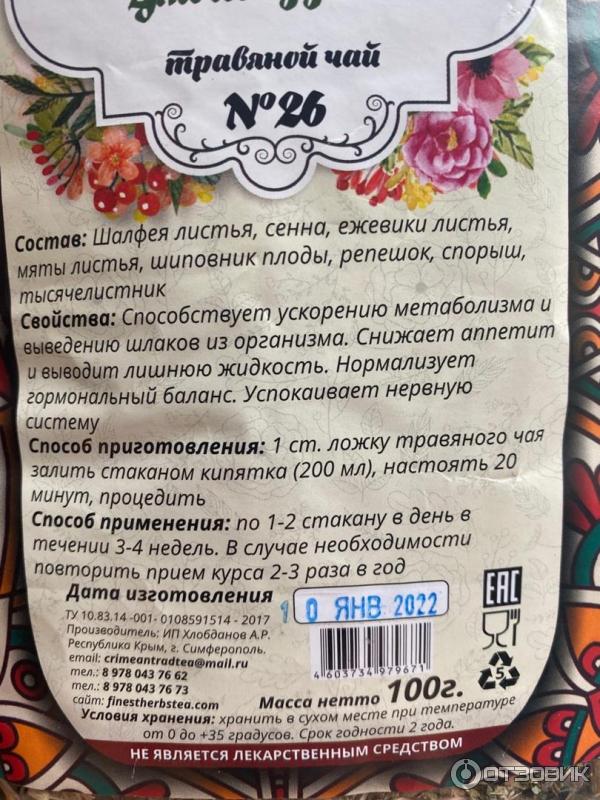 травяной чай
№26
Состав: Шалфея листья, сенна, ежевики листья,
мяты листья, шиповник плоды, репешок, спорыш,
тысячелистник
Свойства: Способствует ускорению метаболизма и
выведению шлаков из организма. Снижает аппетит
и выводит лишнюю жидкость. Нормализует
гормональный баланс. Успокаивает нервную
систему
Способ приготовления: 1 ст. ложку травяного чая
залить стаканом кипятка (200 мл), настоять 20
минут, процедить
Способ применения: по 1-2 стакану в день в
течении 3-4 недель. В случае необходимости
повторить прием курса 2-3 раза в год
Дата изготовления 10 ЯНВ 2022
ТУ 10.83.14 -001- 0108591514 - 2017
Производитель: ИП Хлобданов А.Р.
Республика Крым, г. Симферополь.
email: crimeantradtea@mail.ru
тел.: 8 978 043 76 62
тел.: 8 978 043 76 73
сайт: finestherbstea.com
4 603734 979671
EAC
5
Масса нетто 100г.
Условия хранения: хранить в сухом месте при температуре
от 0 до +35 градусов. Срок годности 2 года.
НЕ ЯВЛЯЕТСЯ ЛЕКАРСТВЕННЫМ СРЕДСТВОМ
ОТЗОВИК